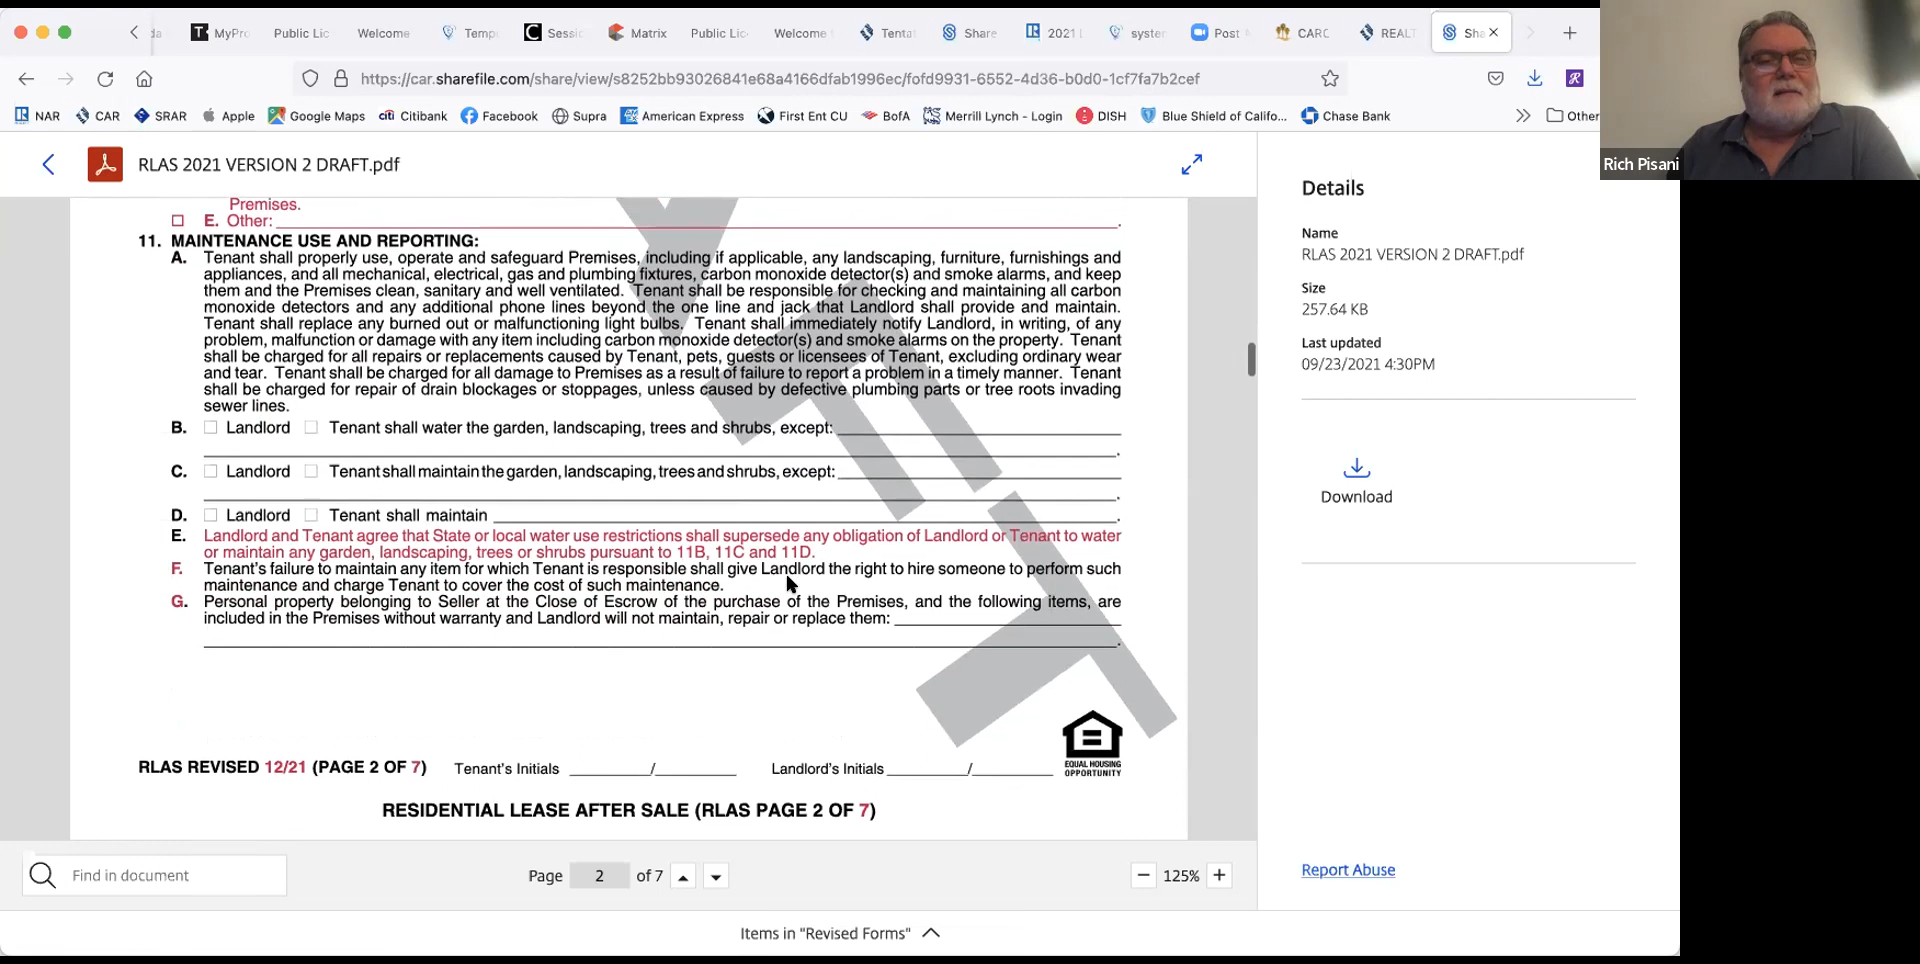 da
MyPr
Public Lic
Welcome
Temp
Sessi
Matrix
Public Lic
Welcome
Tenta
Share
2021
syster
Post
CARC
REALT
Sha
https://car.sharefile.com/share/view/s8252bb93026841e68a4166dfab1996ec/fofd9931-6552-4d36-b0d0-1cf7fa7b2cef
NAR CAR SRAR Apple Google Maps citi Citibank Facebook Supra American Express First Ent CU BofA Merrill Lynch - Login DISH Blue Shield of Califo... Chase Bank Other
Rich Pisani
RLAS 2021 VERSION 2 DRAFT.pdf
Premises.
E. Other:
11. MAINTENANCE USE AND REPORTING:
A. Tenant shall properly use, operate and safeguard Premises, including if applicable, any landscaping, furniture, furnishings and
appliances, and all mechanical, electrical, gas and plumbing fixtures, carbon monoxide detector(s) and smoke alarms, and keep
them and the Premises clean, sanitary and well ventilated. Tenant shall be responsible for checking and maintaining all carbon
monoxide detectors and any additional phone lines beyond the one line and jack that Landlord shall provide and maintain.
Tenant shall replace any burned out or malfunctioning light bulbs. Tenant shall immediately notify Landlord, in writing, of any
problem, malfunction or damage with any item including carbon monoxide detector(s) and smoke alarms on the property. Tenant
shall be charged for all repairs or replacements caused by Tenant, pets, guests or licensees of Tenant, excluding ordinary wear
and tear. Tenant shall be charged for all damage to Premises as a result of failure to report a problem in a timely manner. Tenant
shall be charged for repair of drain blockages or stoppages, unless caused by defective plumbing parts or tree roots invading
sewer lines.
B. Landlord Tenant shall water the garden, landscaping, trees and shrubs, except:
C. Landlord Tenant shall maintain the garden, landscaping, trees and shrubs, except:
D. Landlord Tenant shall maintain
E. Landlord and Tenant agree that State or local water use restrictions shall supersede any obligation of Landlord or Tenant to water
or maintain any garden, landscaping, trees or shrubs pursuant to 11B, 11C and 11D.
F. Tenant's failure to maintain any item for which Tenant is responsible shall give Landlord the right to hire someone to perform such
maintenance and charge Tenant to cover the cost of such maintenance.
G. Personal property belonging to Seller at the Close of Escrow of the purchase of the Premises, and the following items, are
included in the Premises without warranty and Landlord will not maintain, repair or replace them:
EQUAL HOUSING
OPPORTUNITY
RLAS REVISED 12/21 (PAGE 2 OF 7) Tenant's Initials / Landlord's Initials /
RESIDENTIAL LEASE AFTER SALE (RLAS PAGE 2 OF 7)
Find in document
Page 2 of 7
125%
Items in "Revised Forms"
Details
Name
RLAS 2021 VERSION 2 DRAFT.pdf
Size
257.64 KB
Last updated
09/23/2021 4:30PM
Download
Report Abuse